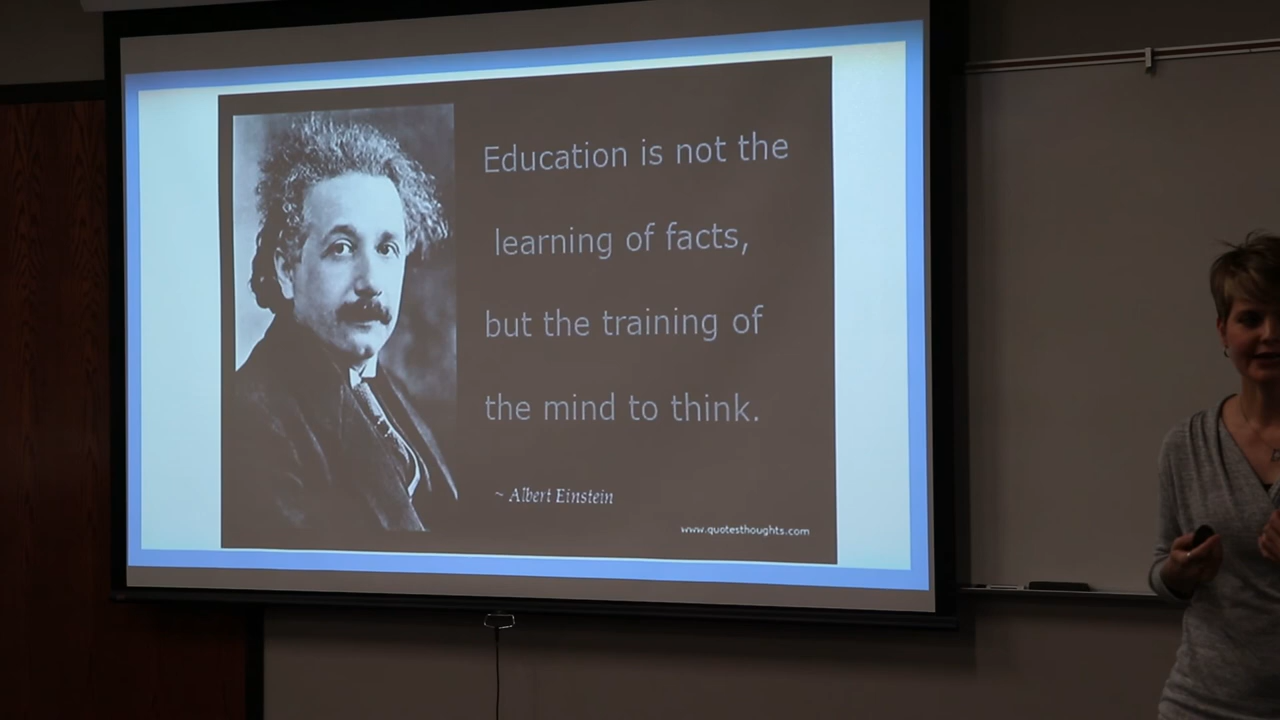 Education is not the
learning of facts,
but the training of
the mind to think.
~ Albert Einstein
www.quotesthoughts.com